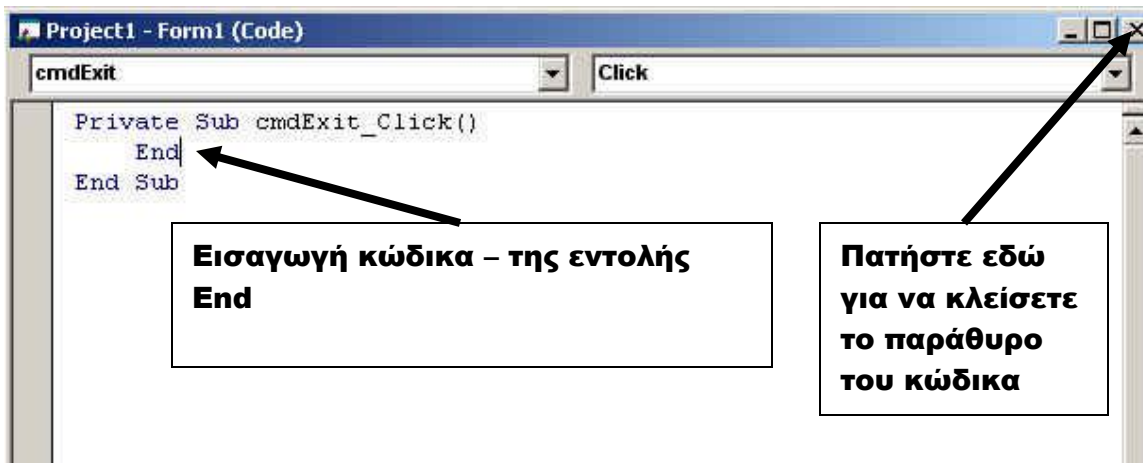 Project1 - Form1 (Code)
cmdExit Click
Private Sub cmdExit_Click()
End
End Sub
Εισαγωγή κώδικα – της εντολής
End
Πατήστε εδώ
για να κλείσετε
το παράθυρο
του κώδικα